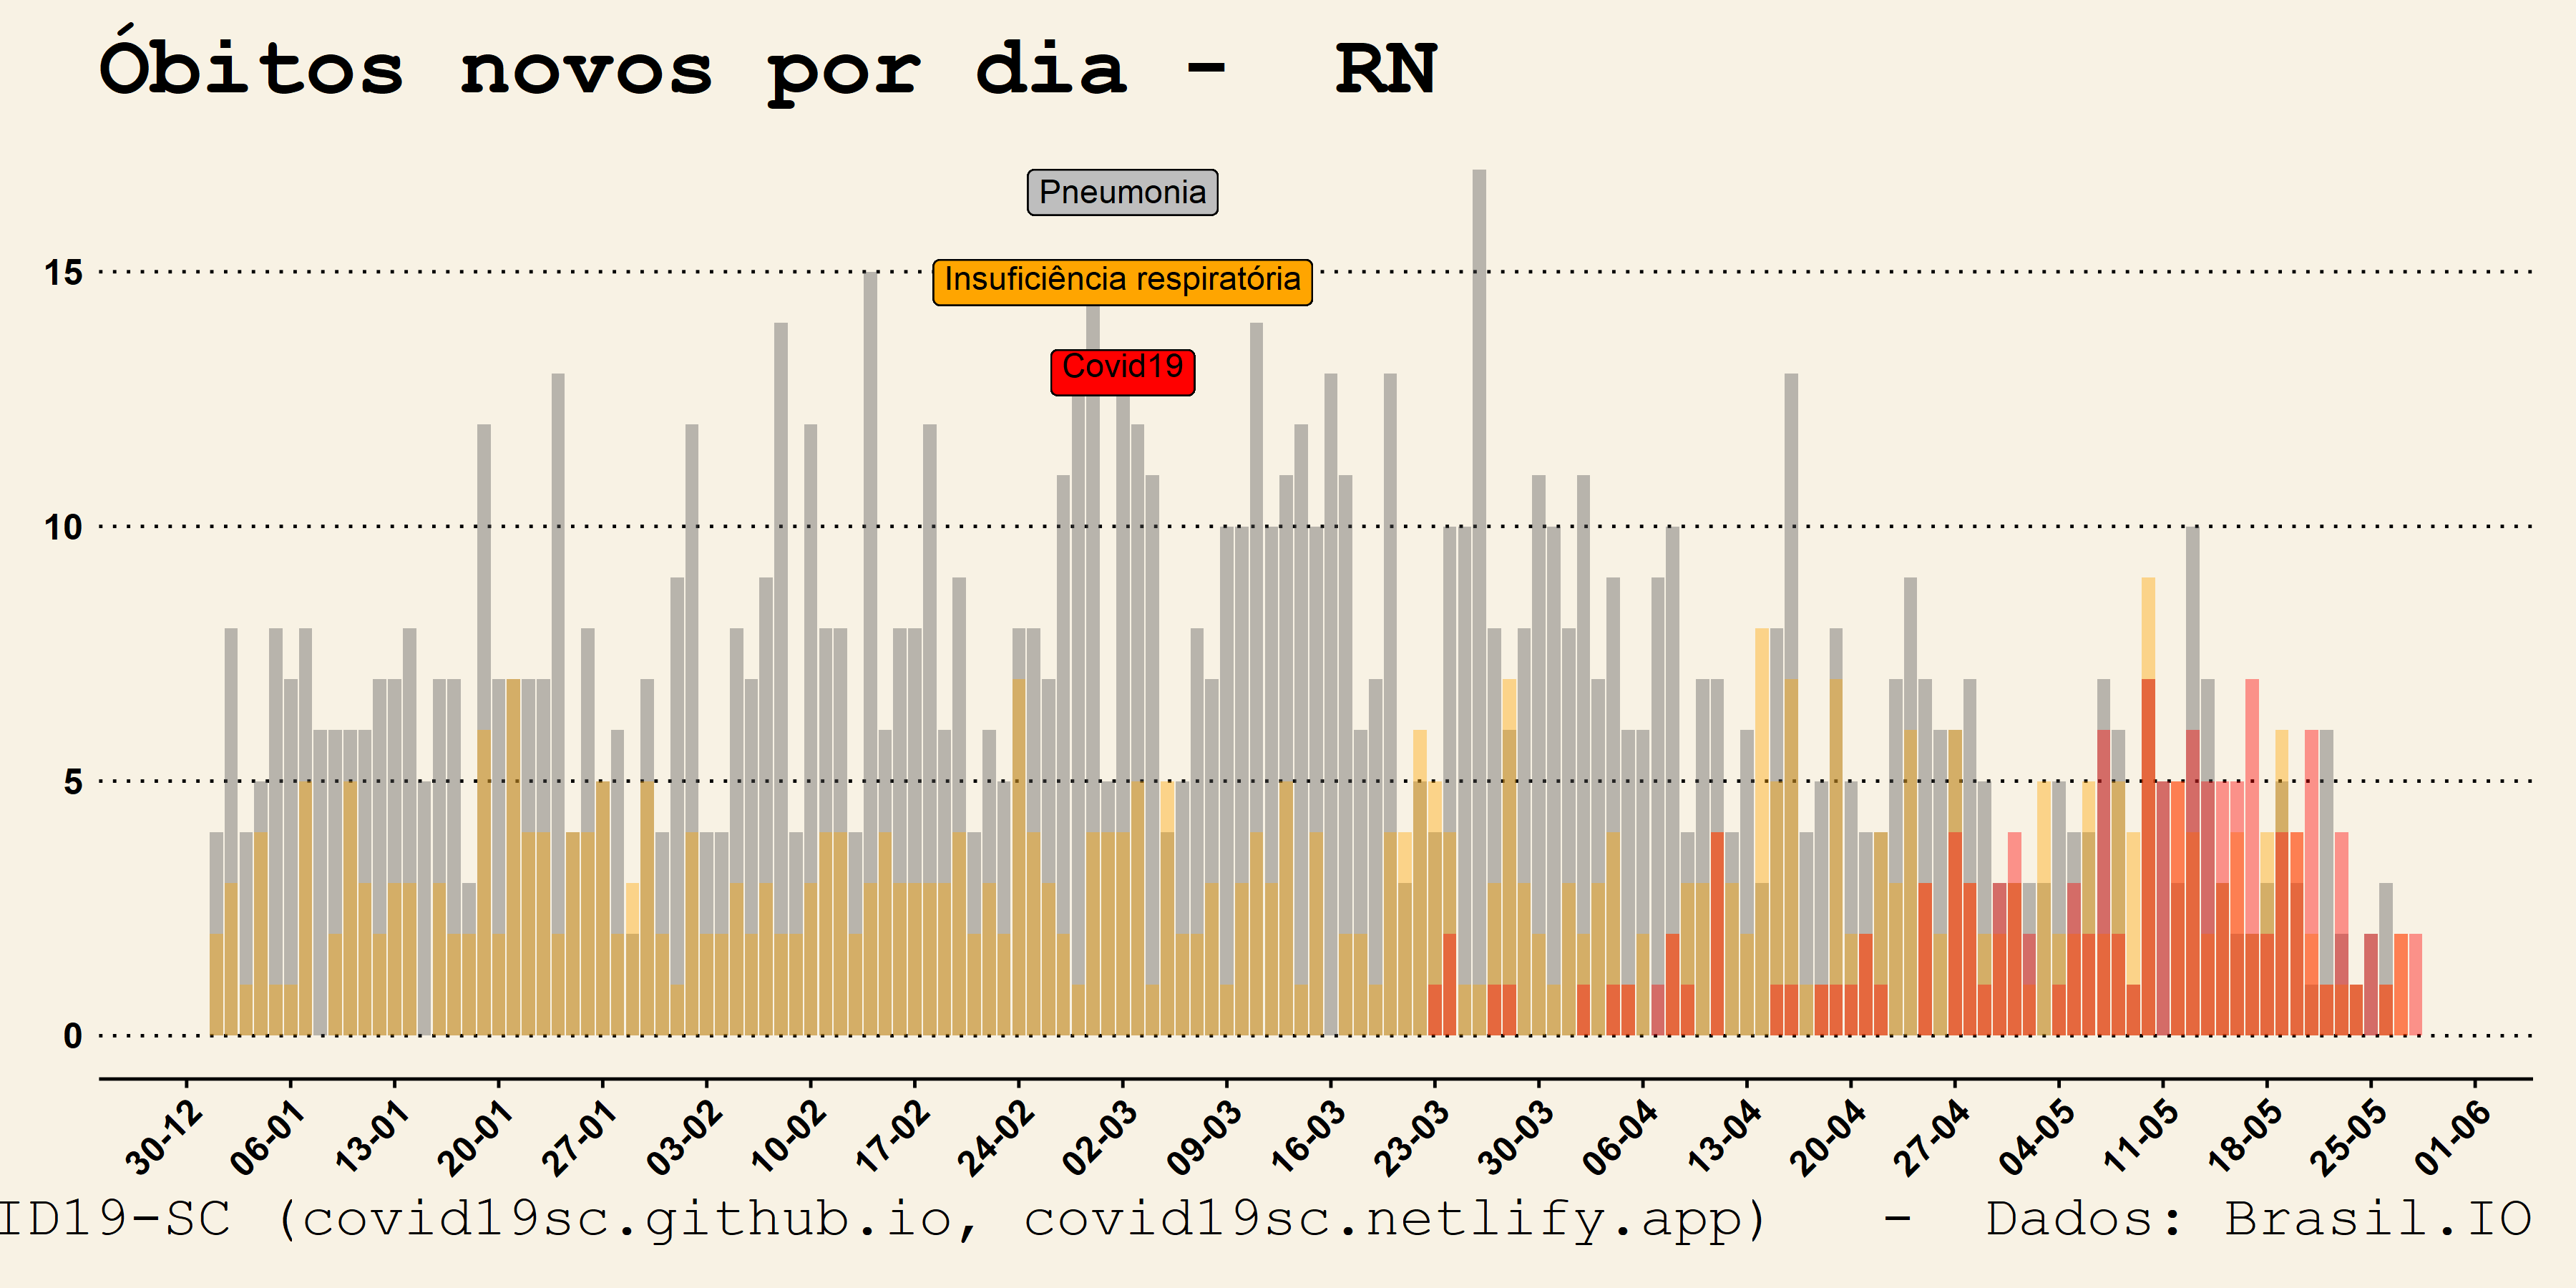 Óbitos novos por dia - RN
Pneumonia
15
Insuficiência respiratória
Covid19
10
5
0
30-12 06-01 13-01 20-01 27-01 03-02 10-02 17-02 24-02 02-03 09-03 16-03 23-03 30-03 06-04 13-04 20-04 27-04 04-05 11-05 18-05 25-05 01-06
ID19-SC (covid19sc.github.io, covid19sc.netlify.app) - Dados: Brasil.IO